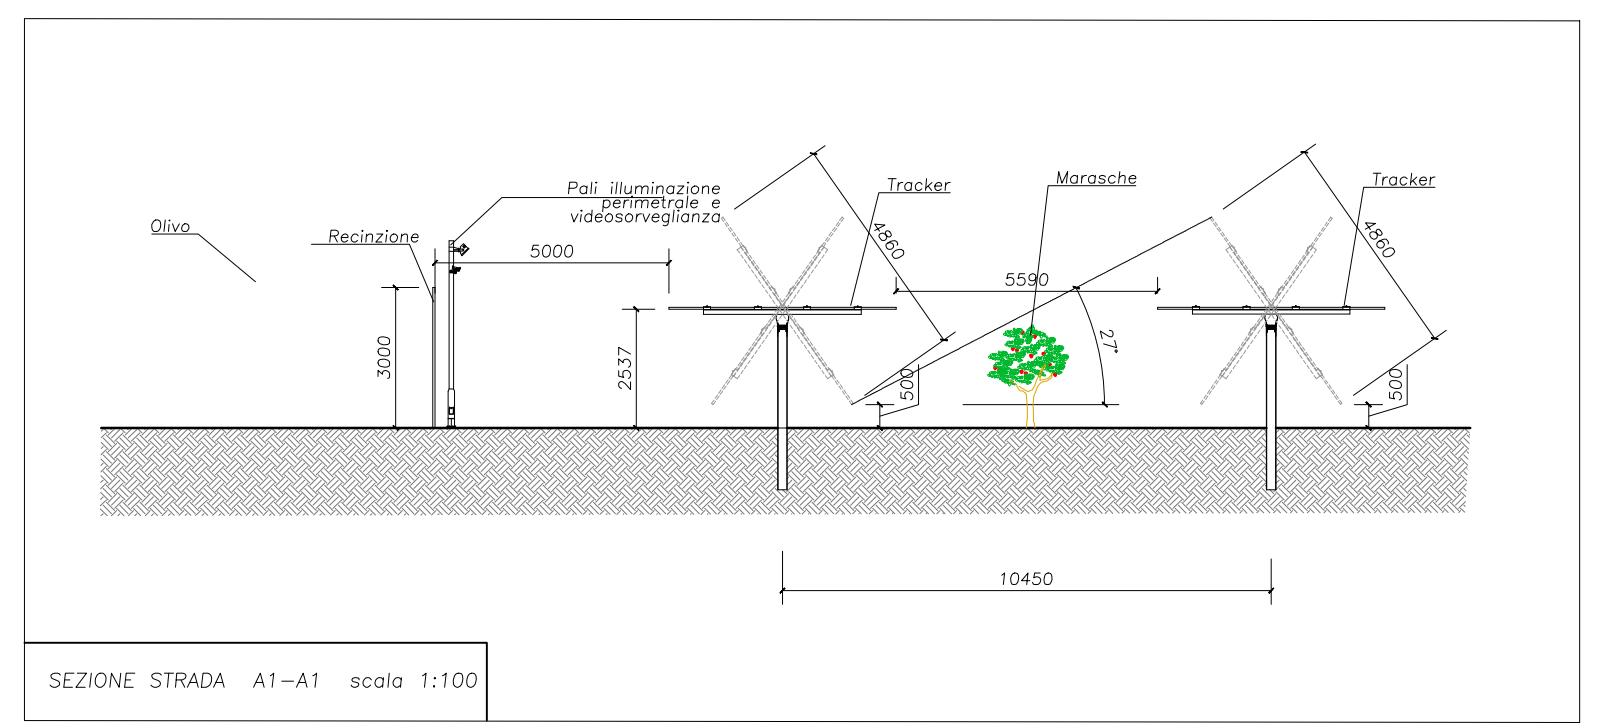 Pali illuminazione
perimetrale e
videosorveglianza
Tracker
Marasche
Tracker
Olivo
Recinzione
5000
4860
4860
5590
3000
2537
27°
500
500
10450
SEZIONE STRADA A1-A1 scala 1:100